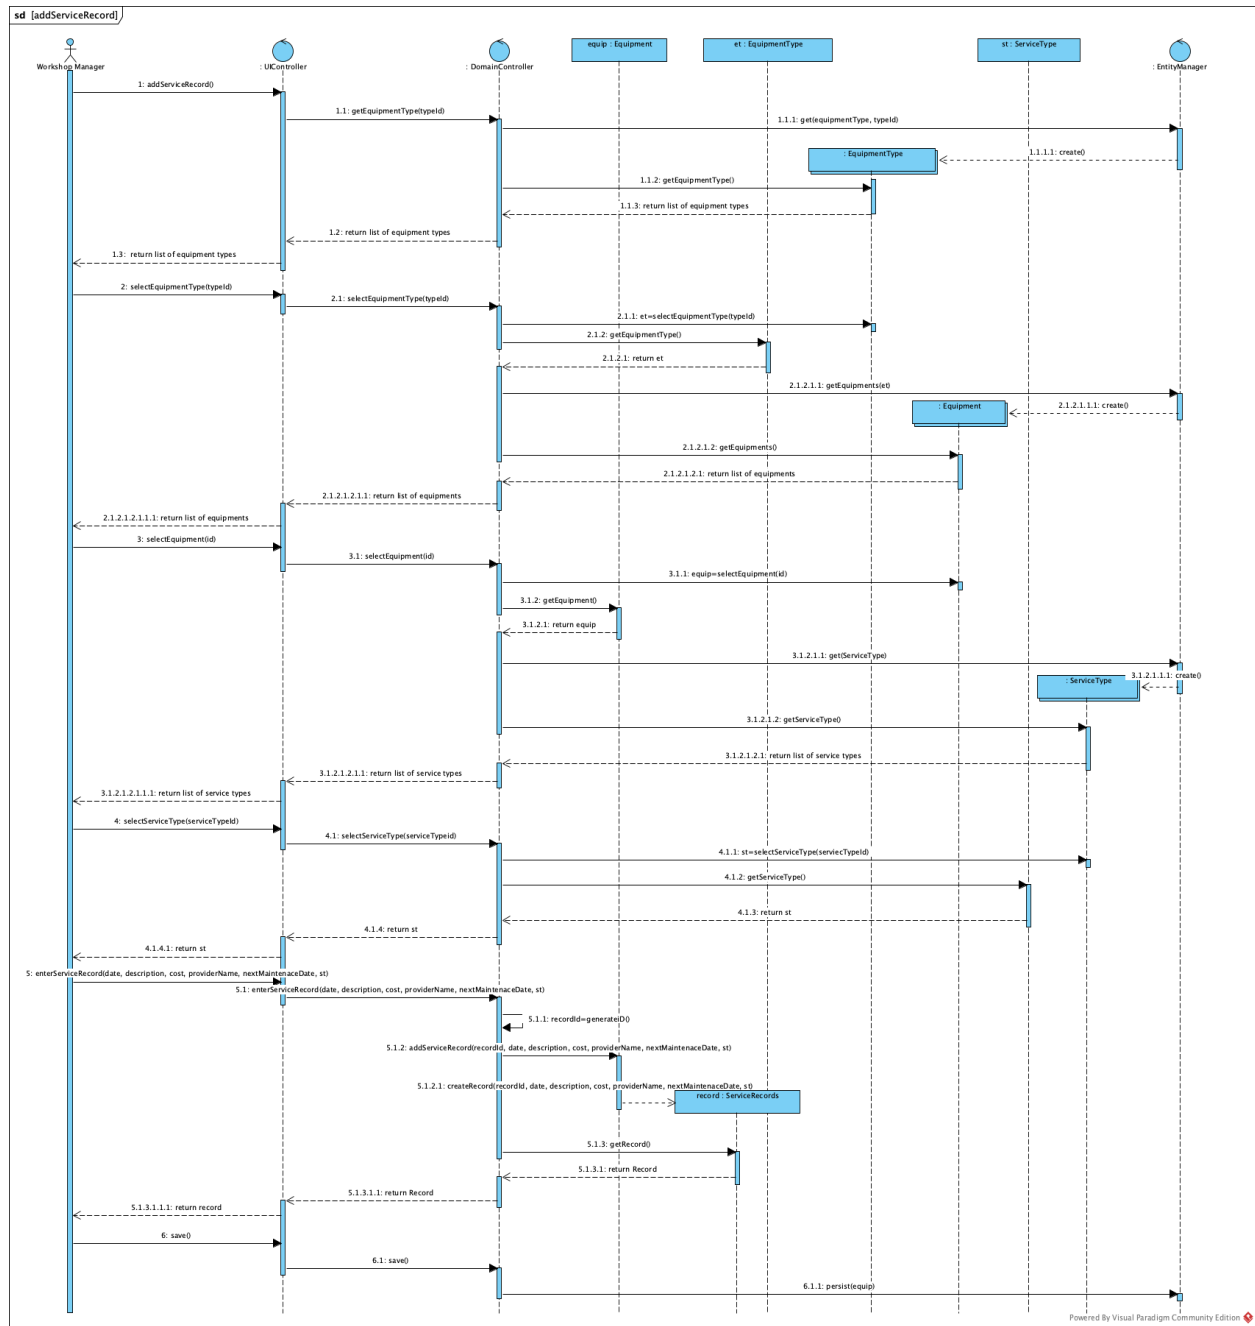 sd [addServiceRecord]
equip : Equipment
et : EquipmentType
st : ServiceType
Workshop Manager
: UIController
: DomainController
: EntityManager
1: addServiceRecord()
1.1: getEquipmentType(typeId)
1.1.1: get(equipmentType, typeId)
: EquipmentType
1.1.1.1: create()
1.1.2: getEquipmentType()
1.1.3: return list of equipment types
1.2: return list of equipment types
1.3: return list of equipment types
2: selectEquipmentType(typeId)
2.1: selectEquipmentType(typeId)
2.1.1: et=selectEquipmentType(typeId)
2.1.2: getEquipmentType()
2.1.2.1: return et
2.1.2.1.1: getEquipments(et)
: Equipment
2.1.2.1.1.1: create()
2.1.2.1.2: getEquipments()
2.1.2.1.2.1: return list of equipments
2.1.2.1.2.1.1: return list of equipments
2.1.2.1.2.1.1.1: return list of equipments
3: selectEquipment(id)
3.1: selectEquipment(id)
3.1.1: equip=selectEquipment(id)
3.1.2: getEquipment()
3.1.2.1: return equip
3.1.2.1.1: get(ServiceType)
3.1.2.1.1.1: create()
: ServiceType
3.1.2.1.2: getServiceType()
3.1.2.1.2.1: return list of service types
3.1.2.1.2.1.1: return list of service types
3.1.2.1.2.1.1.1: return list of service types
4: selectServiceType(serviceTypeId)
4.1: selectServiceType(serviceTypeid)
4.1.1: st=selectServiceType(serviecTypeId)
4.1.2: getServiceType()
4.1.3: return st
4.1.4: return st
4.1.4.1: return st
5: enterServiceRecord(date, description, cost, providerName, nextMaintenaceDate, st)
5.1: enterServiceRecord(date, description, cost, providerName, nextMaintenaceDate, st)
5.1.1: recordId=generateiD()
5.1.2: addServiceRecord(recordId, date, description, cost, providerName, nextMaintenaceDate, st)
5.1.2.1: createRecord(recordId, date, description, cost, providerName, nextMaintenaceDate, st)
record : ServiceRecords
5.1.3: getRecord()
5.1.3.1: return Record
5.1.3.1.1: return Record
5.1.3.1.1.1: return record
6: save()
6.1: save()
6.1.1: persist(equip)
Powered By Visual Paradigm Community Edition